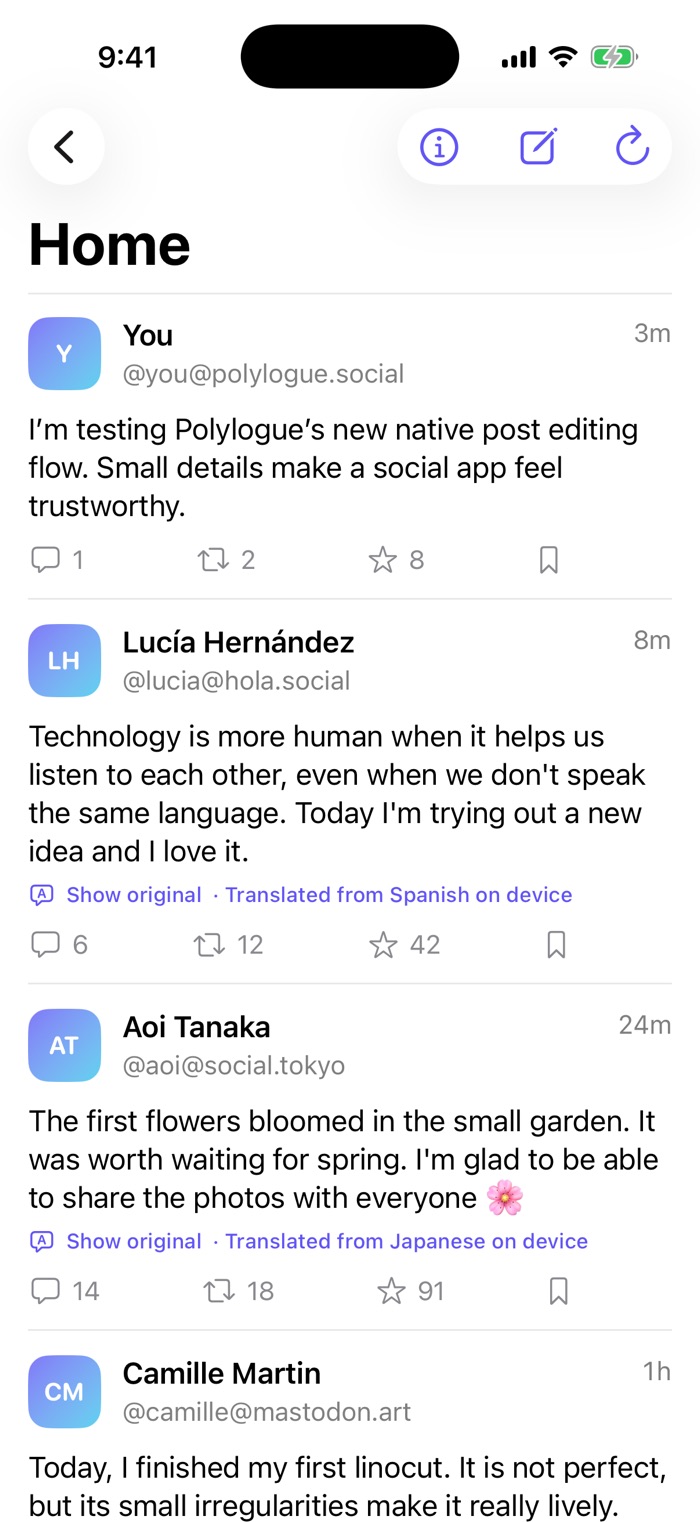 9:41
Home
Y
You
3m
@you@polylogue.social
I’m testing Polylogue’s new native post editing
flow. Small details make a social app feel
trustworthy.
1
2
8
LH
Lucía Hernández
8m
@lucia@hola.social
Technology is more human when it helps us
listen to each other, even when we don't speak
the same language. Today I'm trying out a new
idea and I love it.
A
Show original · Translated from Spanish on device
6
12
42
AT
Aoi Tanaka
24m
@aoi@social.tokyo
The first flowers bloomed in the small garden. It
was worth waiting for spring. I'm glad to be able
to share the photos with everyone 🌸
A
Show original · Translated from Japanese on device
14
18
91
CM
Camille Martin
1h
@camille@mastodon.art
Today, I finished my first linocut. It is not perfect,
but its small irregularities make it really lively.